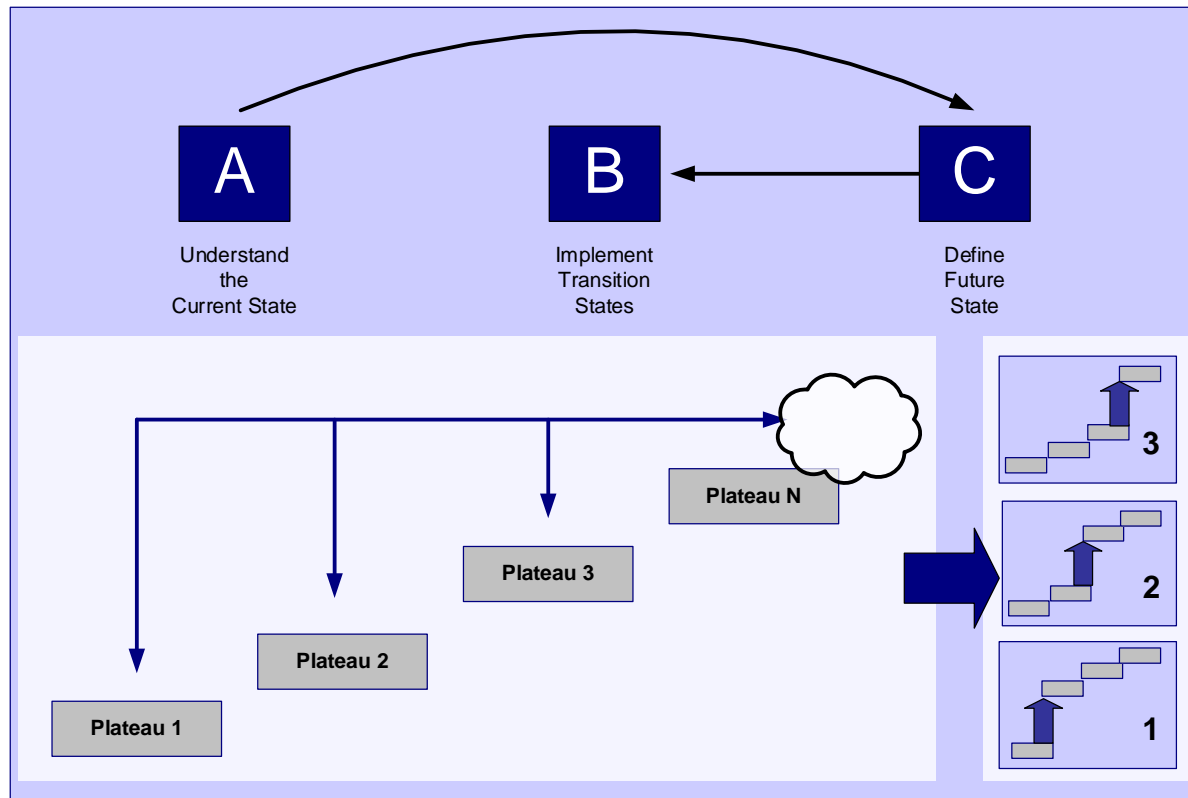 A
B
C
Understand
the
Current State
Implement
Transition
States
Define
Future
State
Plateau N
Plateau 3
Plateau 2
Plateau 1
3
2
1